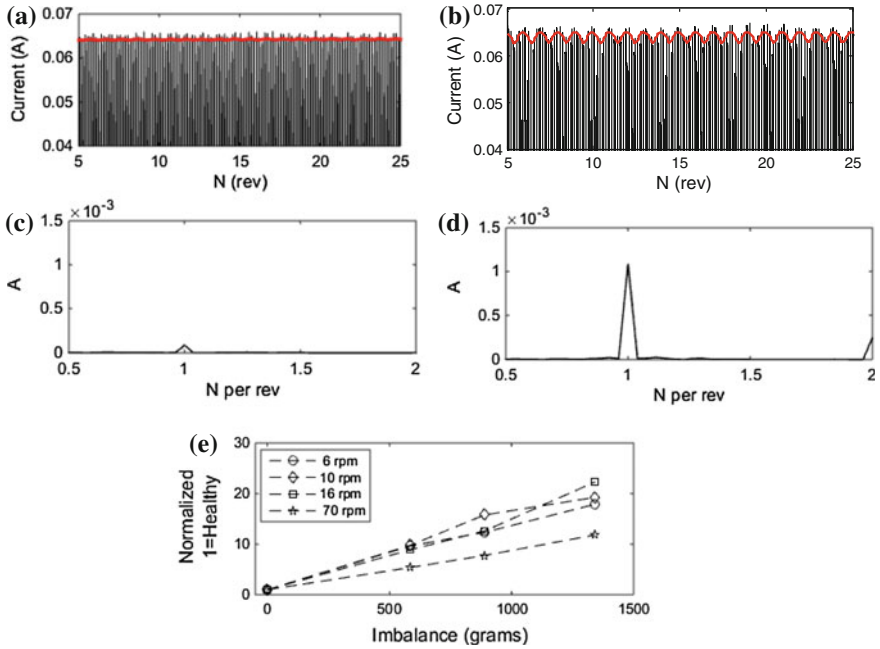 (a)
0.07
0.06
0.05
0.04
Current (A)
5 10 15 20 25
N (rev)
(b)
0.07
0.06
0.05
0.04
Current (A)
5 10 15 20 25
N (rev)
(c)
× 10⁻³
1.5
1
0.5
0
A
0.5 1 1.5 2
N per rev
(d)
× 10⁻³
1.5
1
0.5
0
A
0.5 1 1.5 2
N per rev
(e)
30
20
10
0
Normalized
1=Healthy
6 rpm
10 rpm
16 rpm
70 rpm
0 500 1000 1500
Imbalance (grams)